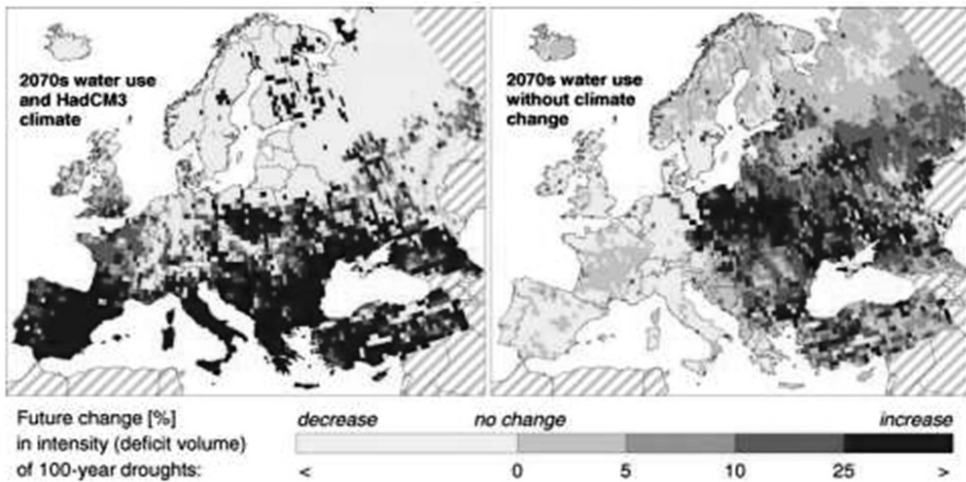 2070s water use
and HadCM3
climate
2070s water use
without climate
change
Future change [%]
in intensity (deficit volume)
of 100-year droughts:
decrease no change increase
< 0 5 10 25 >